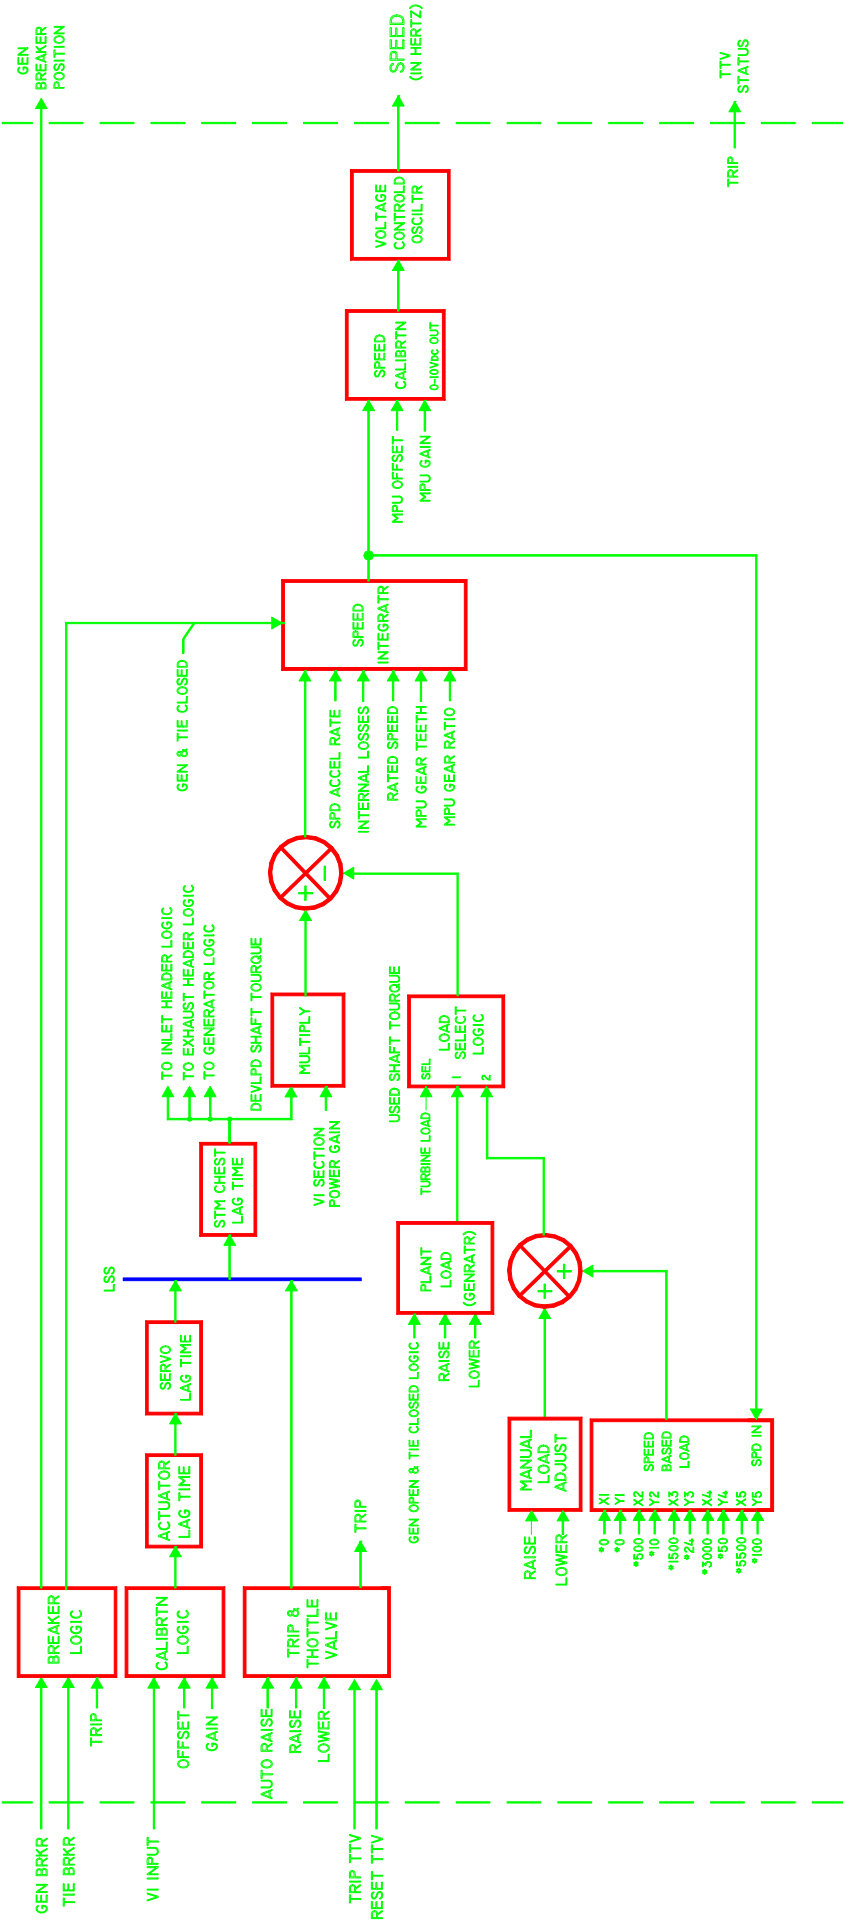 GEN BRKR
TIE BRKR
TRIP
BREAKER
LOGIC
GEN
BREAKER
POSITION
VI INPUT
OFFSET
GAIN
CALIBRTN
LOGIC
ACTUATOR
LAG TIME
SERVO
LAG TIME
LSS
STM CHEST
LAG TIME
TO INLET HEADER LOGIC
TO EXHAUST HEADER LOGIC
TO GENERATOR LOGIC
GEN & TIE CLOSED
AUTO RAISE
RAISE
LOWER
TRIP TTV
RESET TTV
TRIP &
THOTTLE
VALVE
TRIP
VI SECTION
POWER GAIN
DEVLPD SHAFT TOURQUE
MULTIPLY
+
−
SPD ACCEL RATE
INTERNAL LOSSES
RATED SPEED
MPU GEAR TEETH
MPU GEAR RATIO
SPEED
INTEGRATR
MPU OFFSET
MPU GAIN
SPEED
CALIBRTN
0-10VDC OUT
VOLTAGE
CONTROLD
OSCILTR
SPEED
(IN HERTZ)
GEN OPEN & TIE CLOSED LOGIC
RAISE
LOWER
PLANT
LOAD
(GENRATR)
TURBINE LOAD
USED SHAFT TOURQUE
SEL
1
2
LOAD
SELECT
LOGIC
RAISE
LOWER
MANUAL
LOAD
ADJUST
+
+
*0 X1
*0 Y1
*500 X2
*10 Y2
*1500 X3
*24 Y3
*3000 X4
*50 Y4
*5500 X5
*100 Y5
SPEED
BASED
LOAD
SPD IN
TRIP
TTV
STATUS